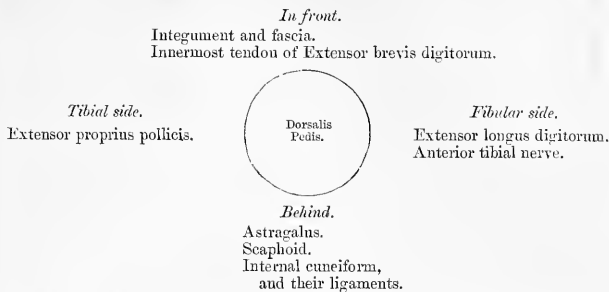 In front.
Integument and fascia.
Innermost tendon of Extensor brevis digitorum.
Tibial side.
Extensor proprius pollicis.
Dorsalis
Pedis.
Fibular side.
Extensor longus digitorum.
Anterior tibial nerve.
Behind.
Astragalus.
Scaphoid.
Internal cuneiform,
and their ligaments.